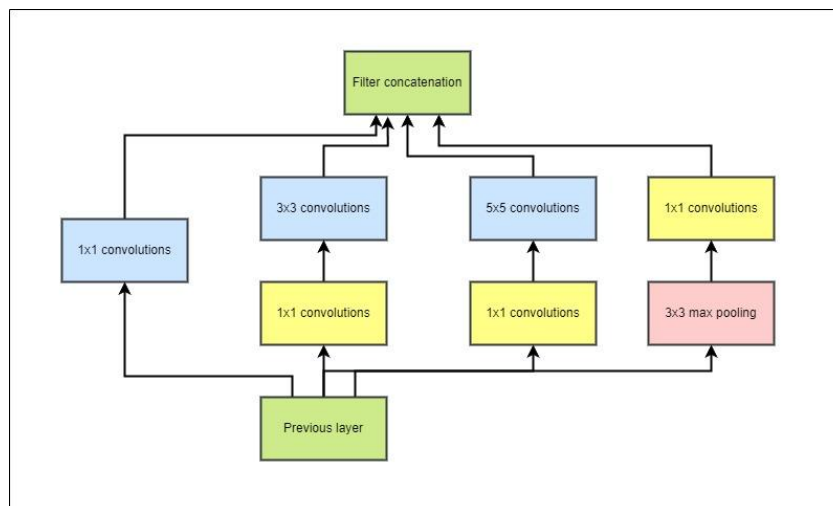 Filter concatenation
3x3 convolutions
5x5 convolutions
1x1 convolutions
1x1 convolutions
1x1 convolutions
1x1 convolutions
3x3 max pooling
Previous layer